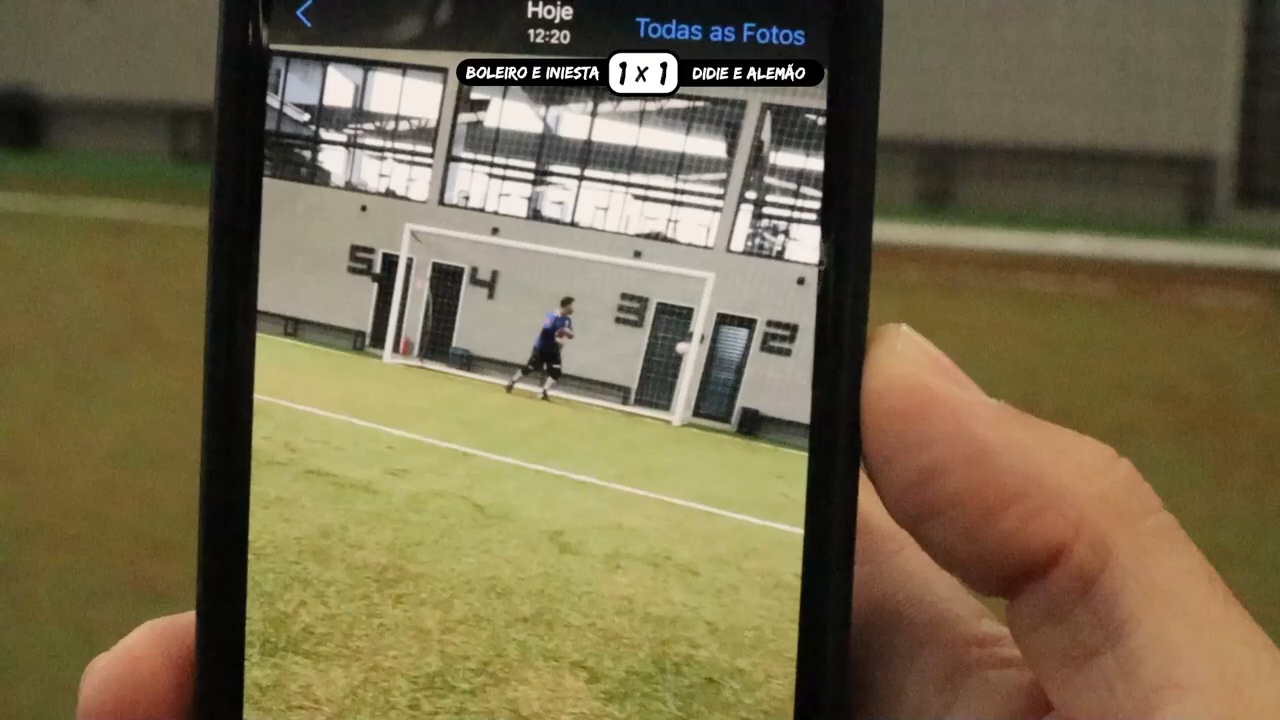 Hoje
12:20
Todas as Fotos
BOLEIRO E INIESTA 1 X 1 DIDIE E ALEMÃO
5 4 3 2